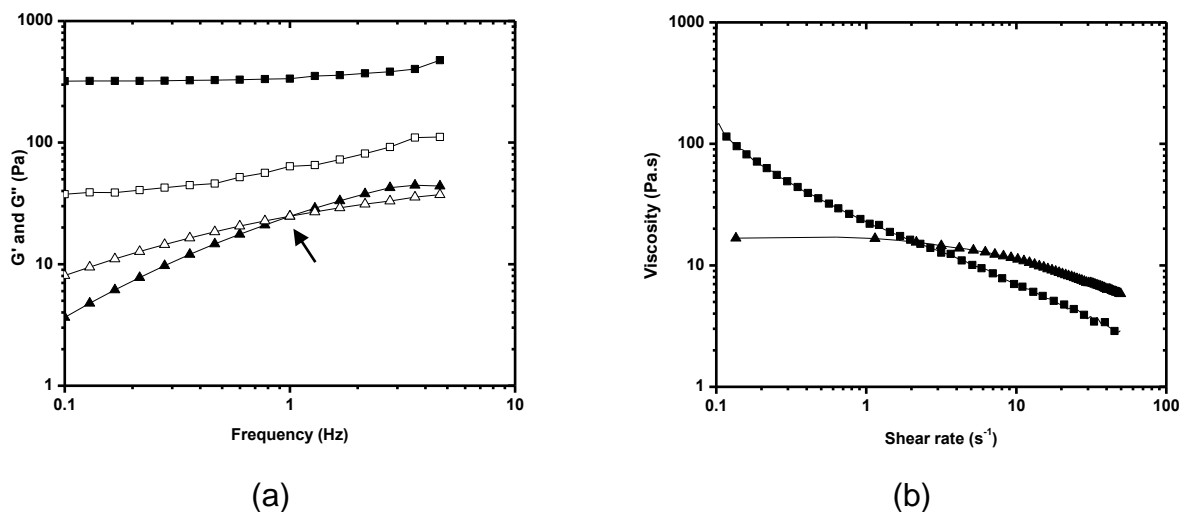 1000
100
10
1
0.1
1
10
G' and G" (Pa)
Frequency (Hz)
(a)
1000
100
10
1
0.1
1
10
100
Viscosity (Pa.s)
Shear rate (s⁻¹)
(b)